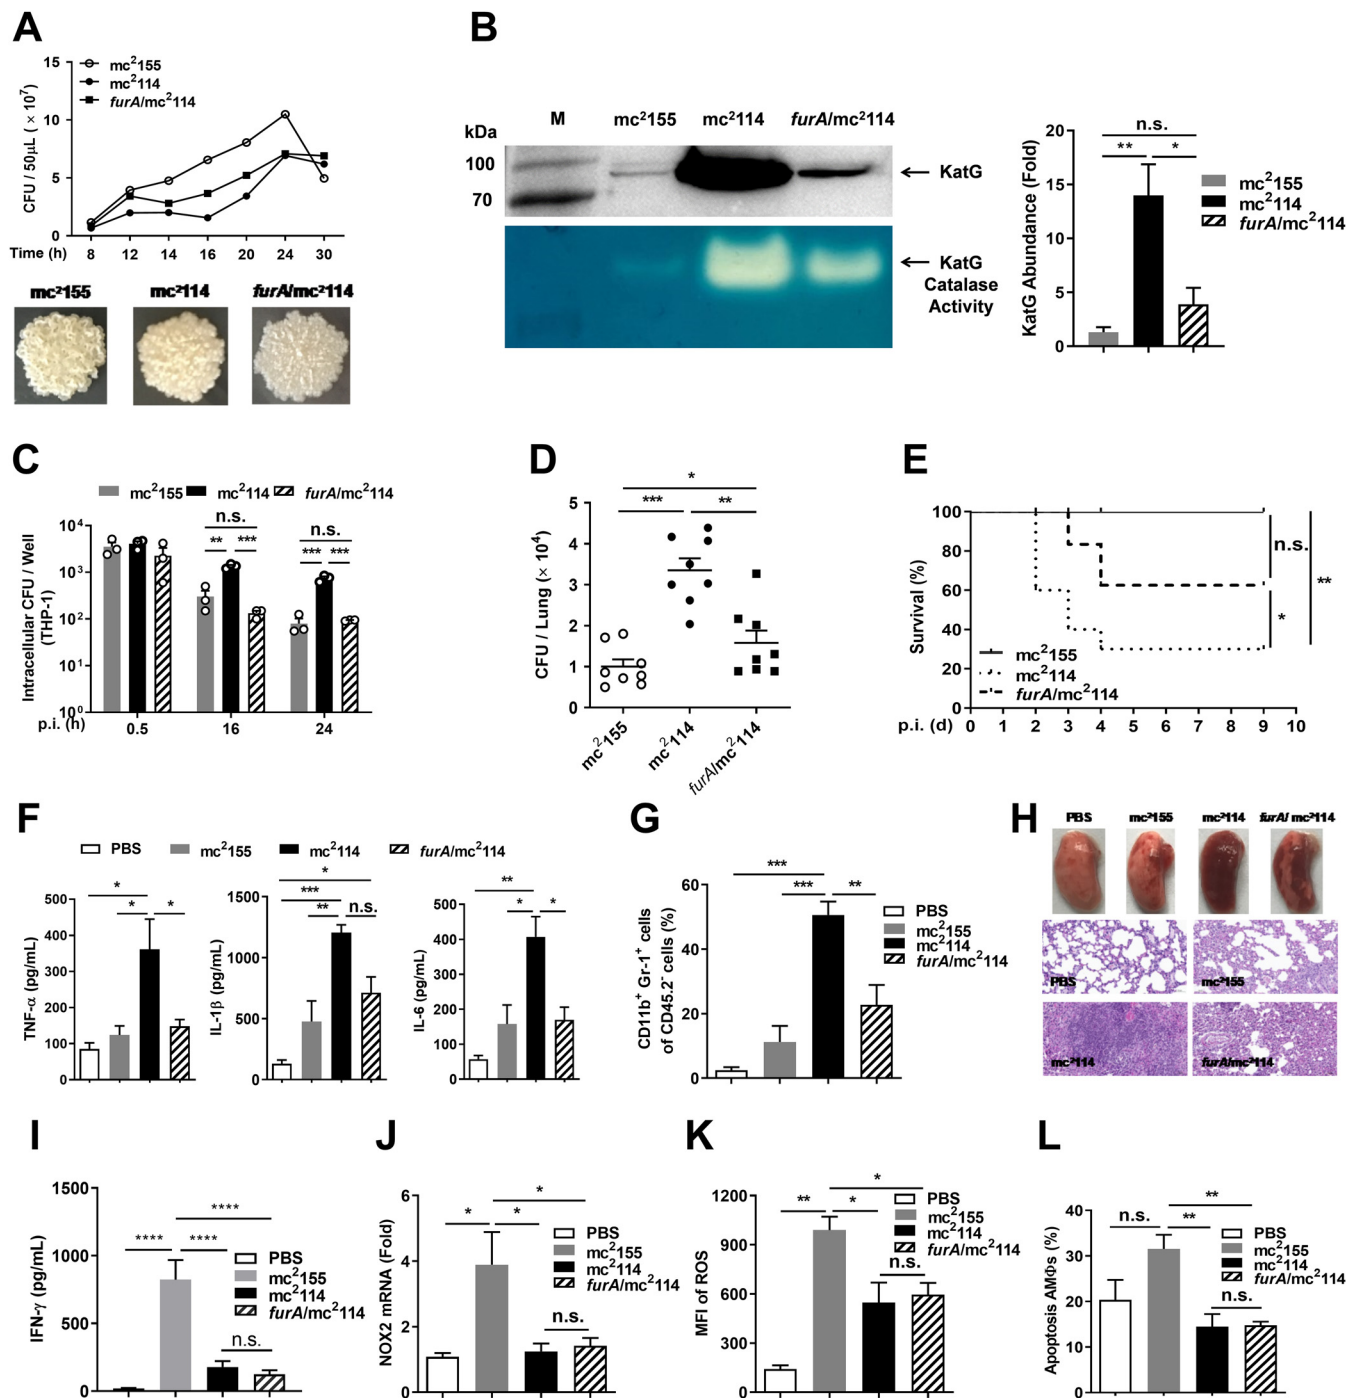 A
15
10
5
0
CFU / 50μL ( × 10⁷)
mc²155
mc²114
furA/mc²114
Time (h) 8 12 14 16 20 24 30
mc²155 mc²114 furA/mc²114
B
M mc²155 mc²114 furA/mc²114
kDa
100
70
KatG
KatG
Catalase
Activity
KatG Abundance (Fold)
20
15
10
5
0
n.s.
** *
mc²155
mc²114
furA/mc²114
C
mc²155 mc²114 furA/mc²114
Intracellular CFU / Well
(THP-1)
10⁴
10³
10²
10¹
10⁰
n.s.
** ***
n.s.
*** ***
p.i. (h) 0.5 16 24
D
CFU / Lung (× 10⁴)
5
4
3
2
1
0
*
*** **
mc²155 mc²114 furA/mc²114
E
Survival (%)
100
80
60
40
20
0
n.s.
**
*
mc²155
mc²114
furA/mc²114
p.i. (d) 0 1 2 3 4 5 6 7 8 9 10
F
PBS mc²155 mc²114 furA/mc²114
TNF-α (pg/mL)
500
400
300
200
100
0
*
* *
IL-1β (pg/mL)
1500
1000
500
0
*
***
** n.s.
IL-6 (pg/mL)
500
400
300
200
100
0
**
* *
G
CD11b⁺ Gr-1⁺ cells
of CD45.2⁻ cells (%)
60
40
20
0
***
*** **
PBS
mc²155
mc²114
furA/mc²114
H
PBS mc²155 mc²114 furA/ mc²114
PBS mc²155
mc²114 furA/mc²114
I
IFN-γ (pg/mL)
1500
1000
500
0
****
**** ****
n.s.
PBS
mc²155
mc²114
furA/mc²114
J
NOX2 mRNA (Fold)
6
4
2
0
*
* *
n.s.
PBS
mc²155
mc²114
furA/mc²114
K
MFI of ROS
1200
900
600
300
0
*
** *
n.s.
PBS
mc²155
mc²114
furA/mc²114
L
Apoptosis AMΦs (%)
40
30
20
10
0
**
n.s. **
n.s.
PBS
mc²155
mc²114
furA/mc²114